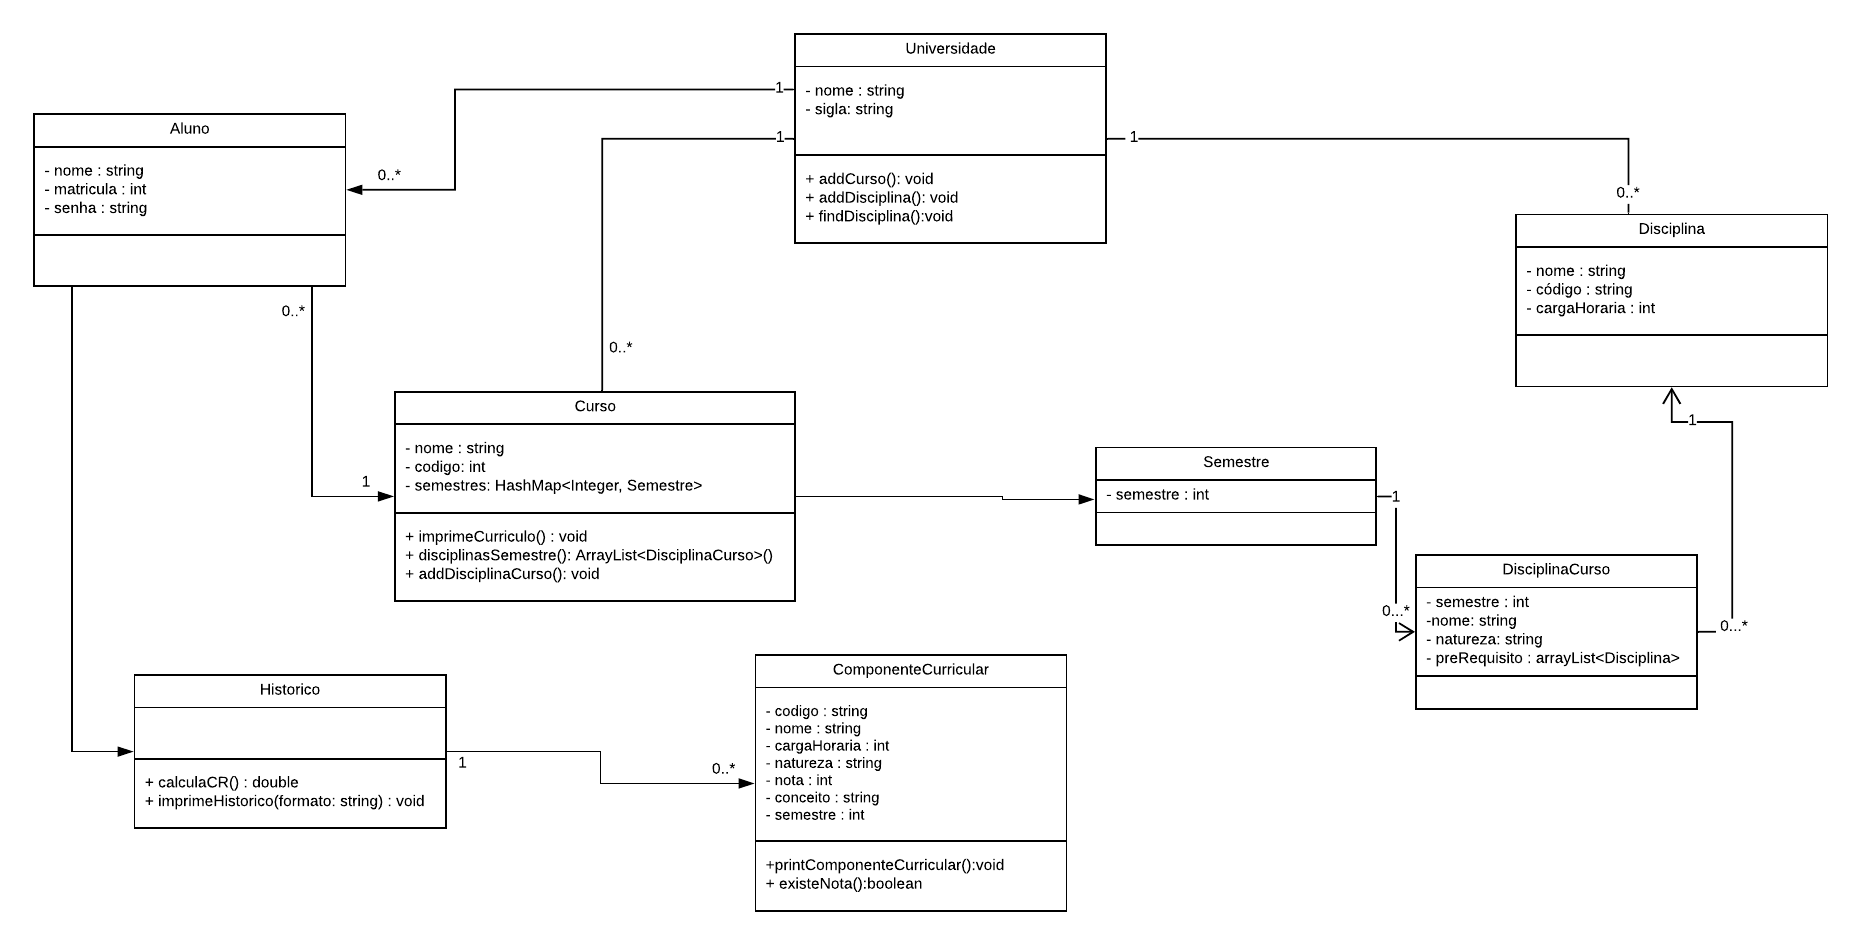 Universidade
- nome : string
- sigla: string
+ addCurso(): void
+ addDisciplina(): void
+ findDisciplina():void
1
1
1
Aluno
- nome : string
- matricula : int
- senha : string
0..*
0..*
0..*
Disciplina
- nome : string
- código : string
- cargaHoraria : int
0..*
1
Curso
- nome : string
- codigo: int
- semestres: HashMap<Integer, Semestre>
+ imprimeCurriculo() : void
+ disciplinasSemestre(): ArrayList<DisciplinaCurso>()
+ addDisciplinaCurso(): void
1
Semestre
- semestre : int
1
0...*
DisciplinaCurso
- semestre : int
-nome: string
- natureza: string
- preRequisito : arrayList<Disciplina>
0...*
Historico
+ calculaCR() : double
+ imprimeHistorico(formato: string) : void
1
0..*
ComponenteCurricular
- codigo : string
- nome : string
- cargaHoraria : int
- natureza : string
- nota : int
- conceito : string
- semestre : int
+printComponenteCurricular():void
+ existeNota():boolean